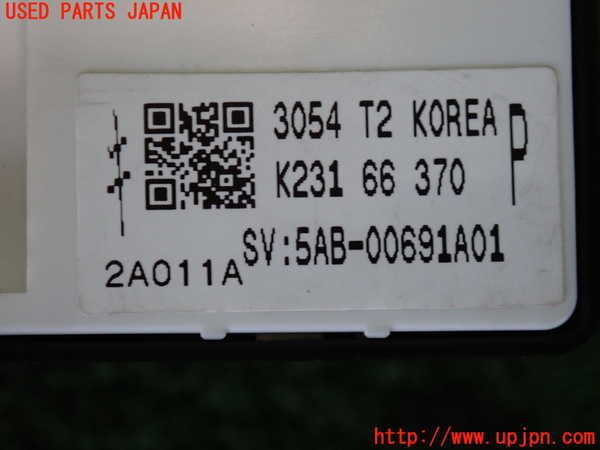 USED PARTS JAPAN
3054 T2 KOREA
P
K231 66 370
SV:5AB-00691A01
2A011A
http://www.upjpn.com/